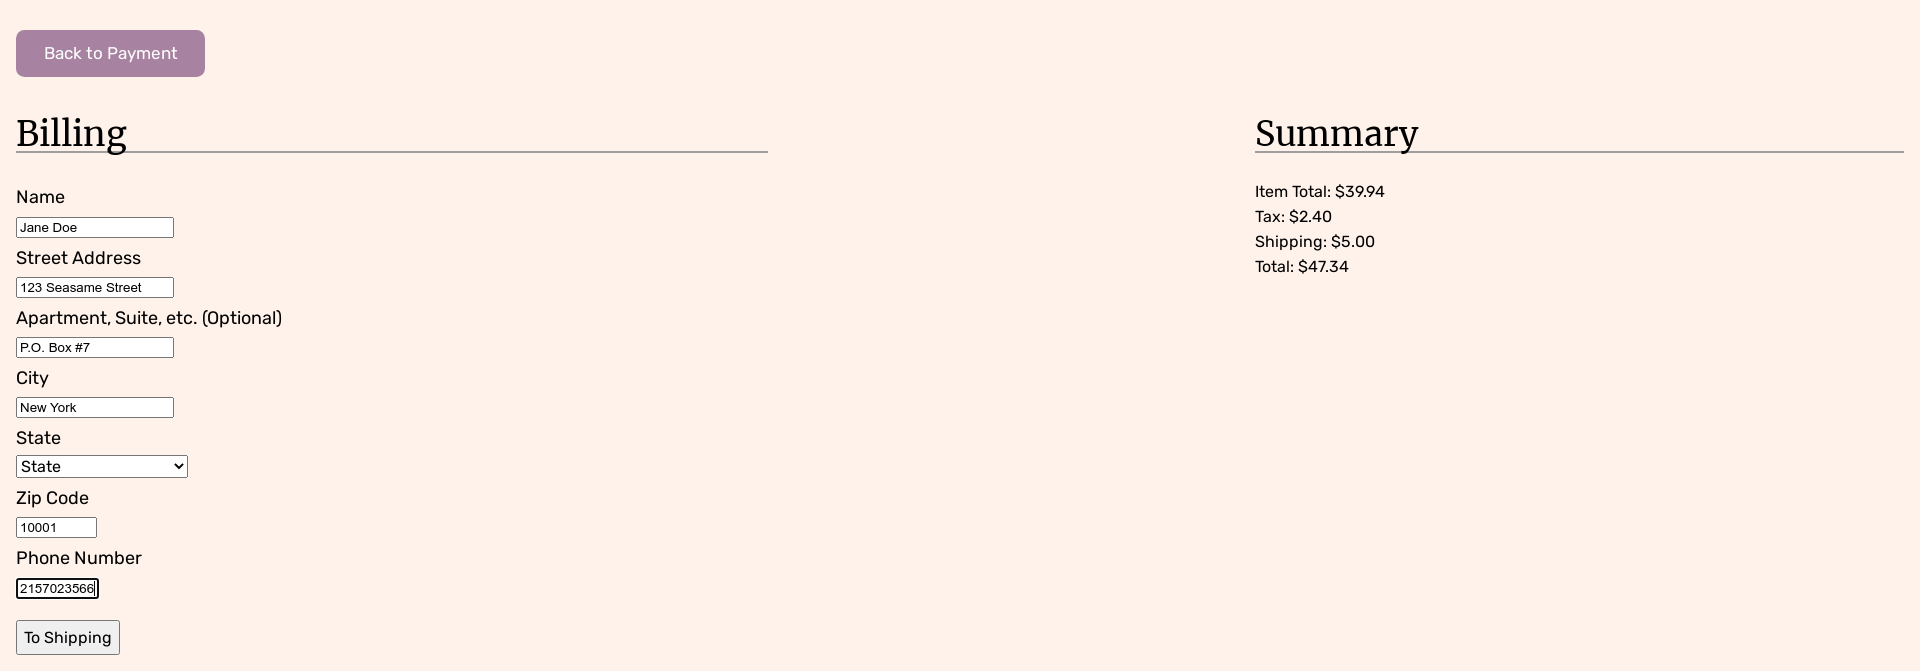 Back to Payment
Billing
Name
Jane Doe
Street Address
123 Seasame Street
Apartment, Suite, etc. (Optional)
P.O. Box #7
City
New York
State
State
Zip Code
10001
Phone Number
2157023566
To Shipping
Summary
Item Total: $39.94
Tax: $2.40
Shipping: $5.00
Total: $47.34